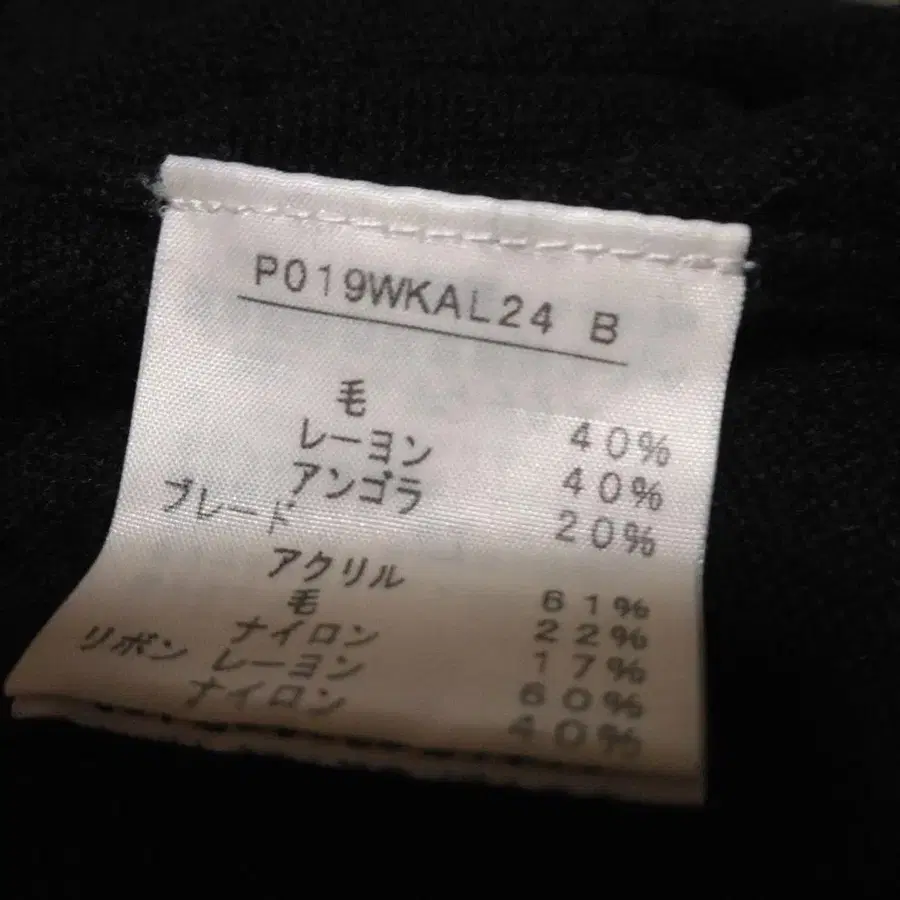 P019WKAL24 B
毛 40%
レーヨン 40%
アンゴラ 20%
ブレード
アクリル 61%
毛 22%
ナイロン 17%
リボン レーヨン 60%
ナイロン 40%